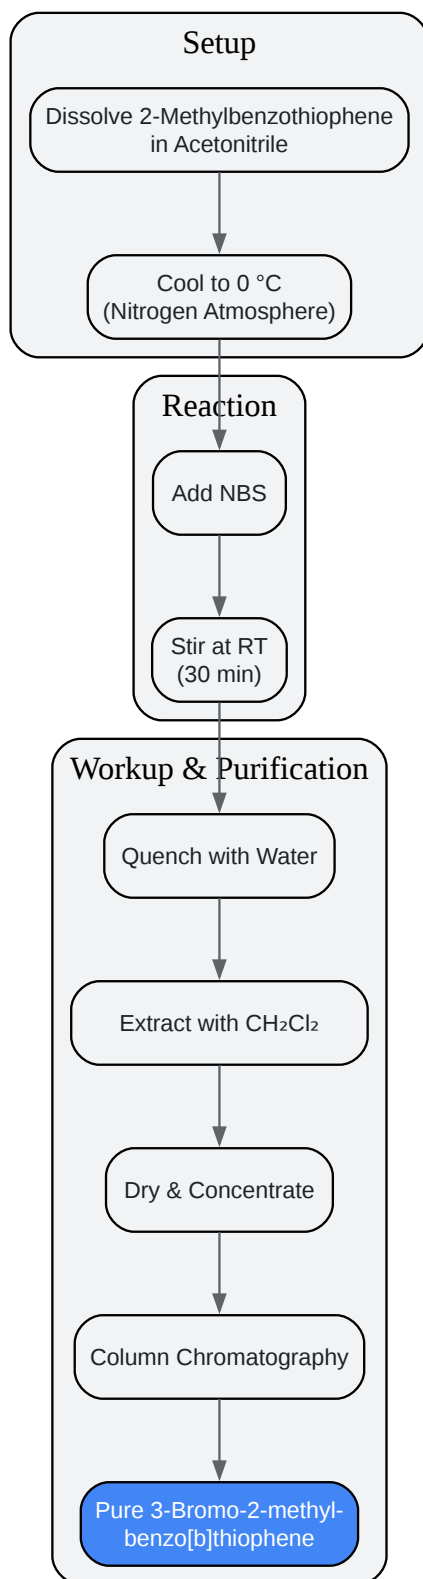 Setup
Dissolve 2-Methylbenzothiophene
in Acetonitrile
Cool to 0 °C
(Nitrogen Atmosphere)
Reaction
Add NBS
Stir at RT
(30 min)
Workup & Purification
Quench with Water
Extract with CH₂Cl₂
Dry & Concentrate
Column Chromatography
Pure 3-Bromo-2-methyl-
benzo[b]thiophene